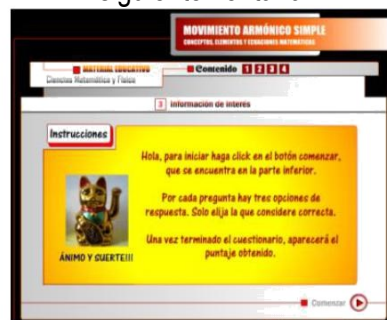 MOVIMIENTO ARMÓNICO SIMPLE
CONCEPTOS, ELEMENTOS Y ECUACIONES MATEMÁTICAS
MATERIAL EDUCATIVO
Contenido 1 2 3 4
Ciencias Matemática y Física
3 Información de interés
Instrucciones
Hola, para iniciar haga click en el botón comenzar,
que se encuentra en la parte inferior.
Por cada pregunta hay tres opciones de
respuesta. Solo elija la que considere correcta.
Una vez terminado el cuestionario, aparecerá el
puntaje obtenido.
ÁNIMO Y SUERTE!!!
Comenzar